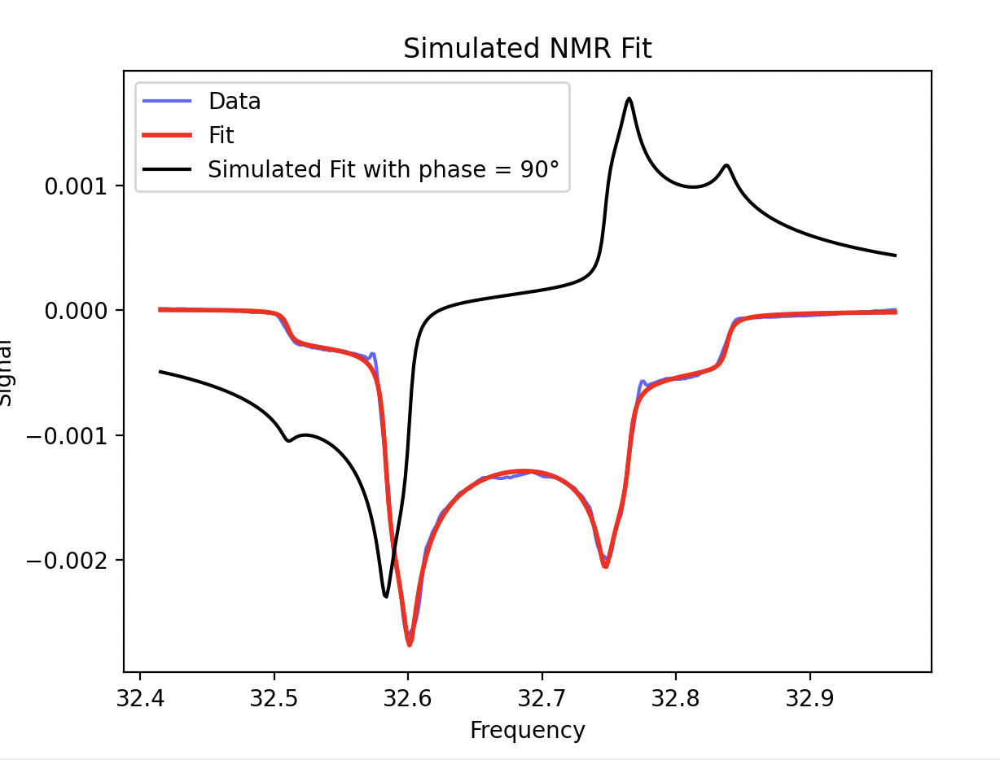 Simulated NMR Fit
Data
Fit
Simulated Fit with phase = 90°
0.001
0.000
−0.001
−0.002
Signal
32.4 32.5 32.6 32.7 32.8 32.9
Frequency